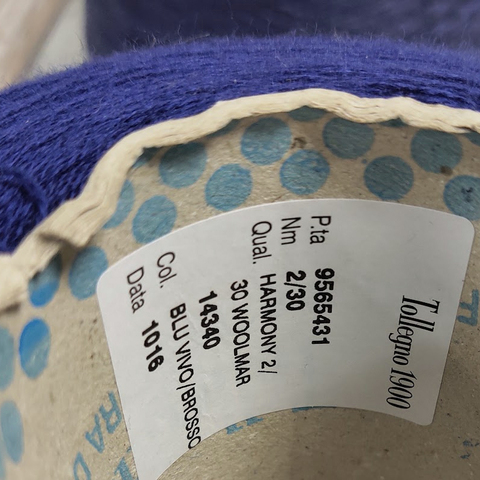 Tollegno 1900
P.ta 9565431
Nm 2/30
Qual. HARMONY 2/
30 WOOLMAR
14340
Col. BLU VIVO/BROSSO
Data 1016